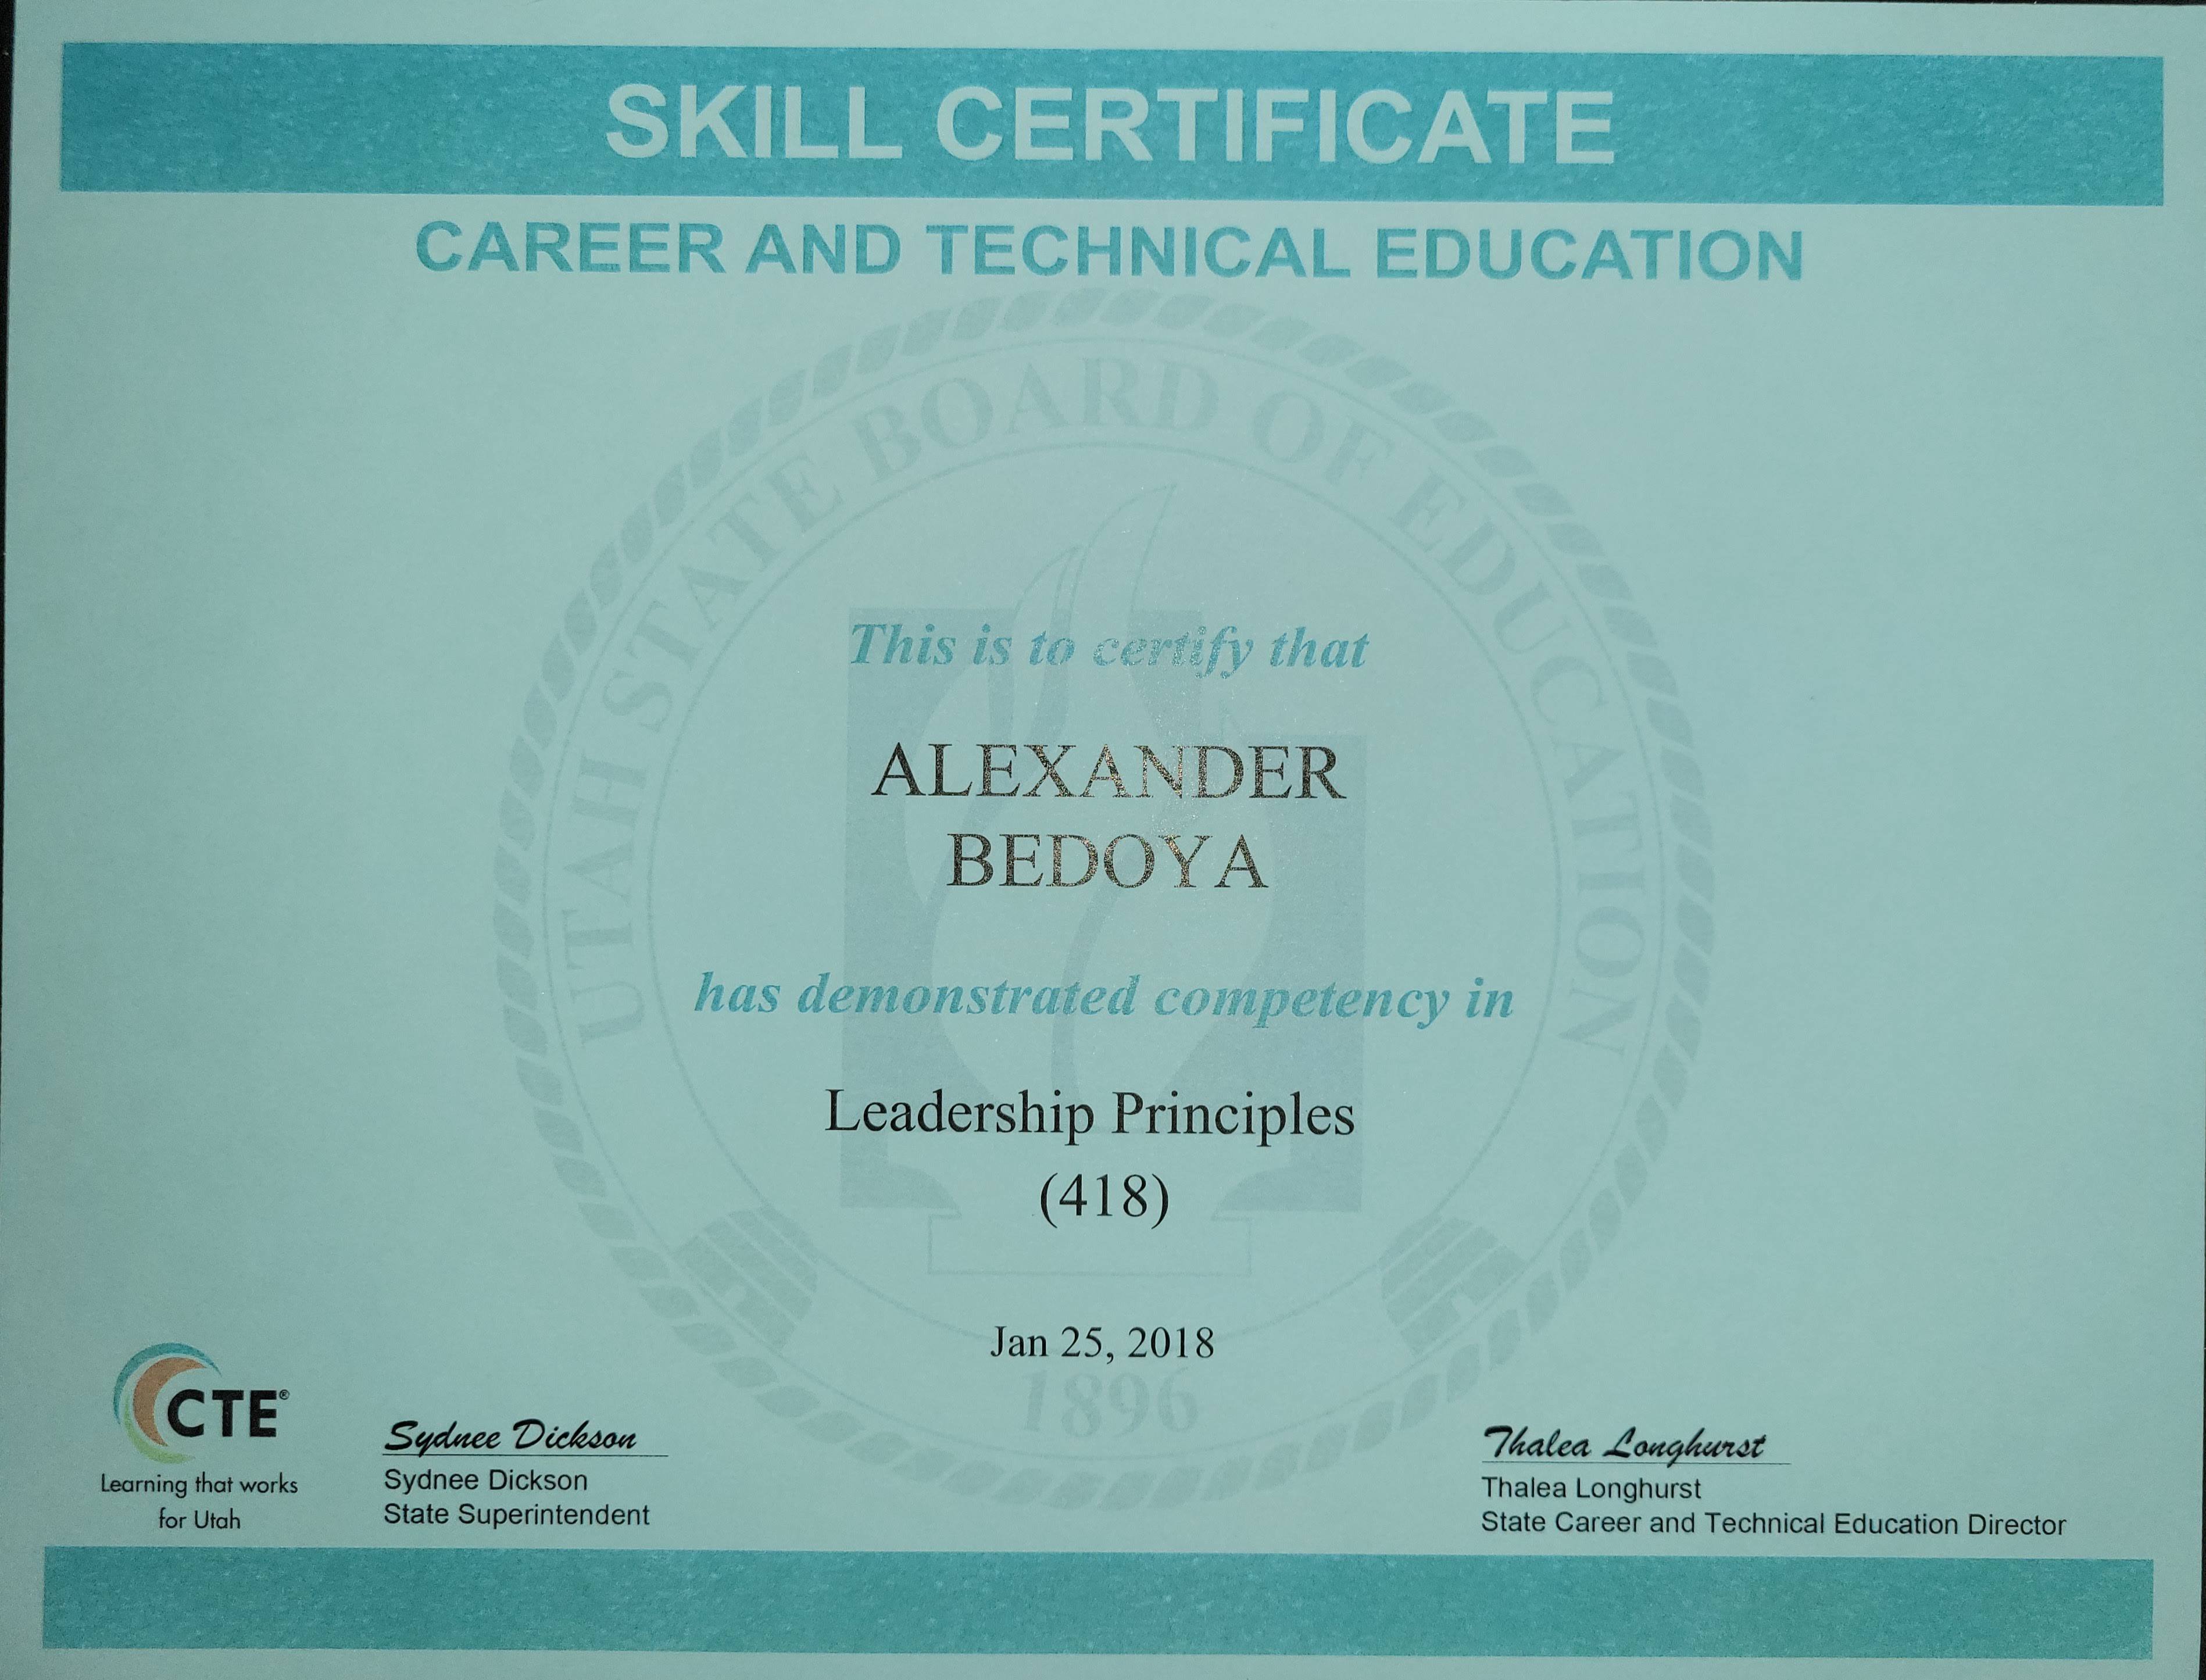 SKILL CERTIFICATE
CAREER AND TECHNICAL EDUCATION
UTAH STATE BOARD OF EDUCATION
This is to certify that
ALEXANDER
BEDOYA
has demonstrated competency in
Leadership Principles
(418)
Jan 25, 2018
1896
CTE®
Learning that works
for Utah
Sydnee Dickson
Sydnee Dickson
State Superintendent
Thalea Longhurst
Thalea Longhurst
State Career and Technical Education Director